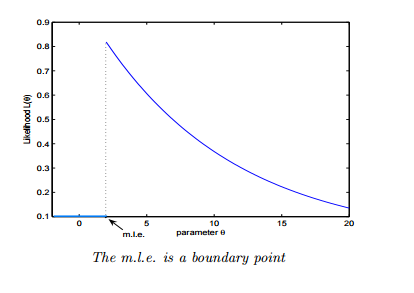 0.9
0.8
0.7
0.6
0.5
0.4
0.3
0.2
0.1
Likelihood L(θ)
0 5 10 15 20
m.l.e.
parameter θ
The m.l.e. is a boundary point